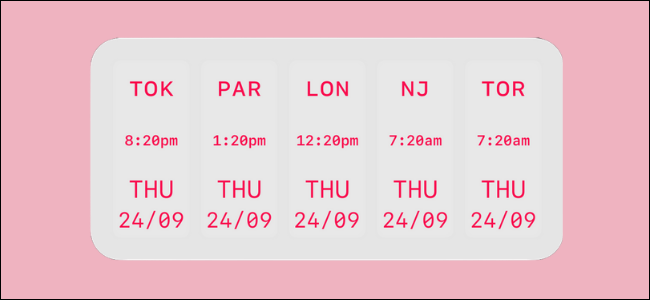 TOK PAR LON NJ TOR
8:20pm 1:20pm 12:20pm 7:20am 7:20am
THU THU THU THU THU
24/09 24/09 24/09 24/09 24/09